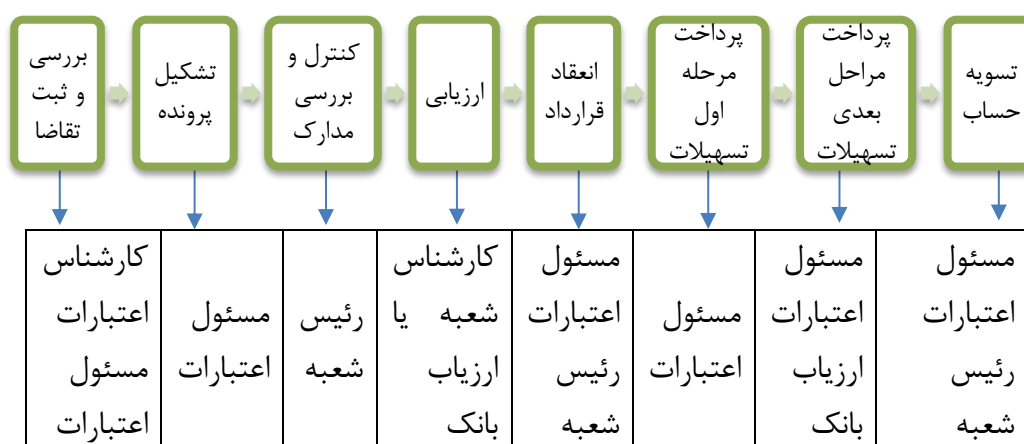 بررسی
و ثبت
تقاضا
تشکیل
پرونده
کنترل و
بررسی
مدارک
ارزیابی
انعقاد
قرارداد
پرداخت
مرحله
اول
تسهیلات
پرداخت
مراحل
بعدی
تسهیلات
تسویه
حساب
کارشناس
اعتبارات
مسئول
اعتبارات
مسئول
اعتبارات
رئیس
شعبه
کارشناس
شعبه یا
ارزیاب
بانک
مسئول
اعتبارات
رئیس
شعبه
مسئول
اعتبارات
مسئول
اعتبارات
ارزیاب
بانک
مسئول
اعتبارات
رئیس
شعبه